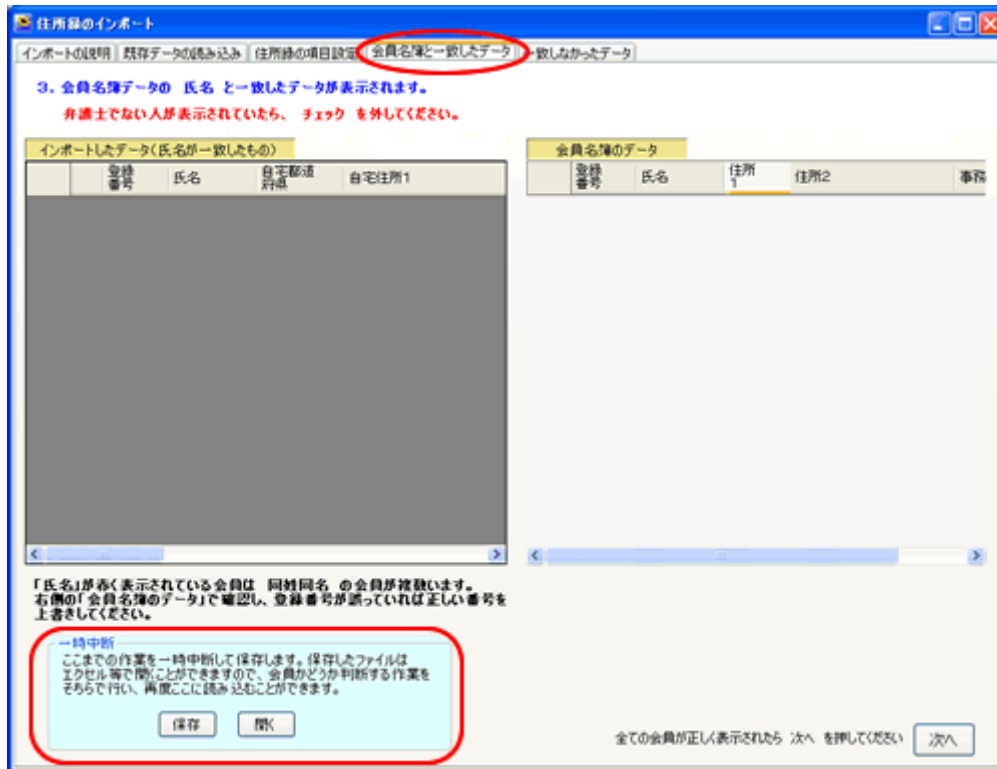 住所録のインポート
インポートの説明 既存データの読み込み 住所録の項目設定 会員名簿と一致したデータ 一致しなかったデータ
3. 会員名簿データの 氏名 と一致したデータが表示されます。
弁護士でない人が表示されていたら、 チェック を外してください。
インポートしたデータ(氏名が一致したもの) 会員名簿のデータ
登録番号 氏名 自宅都道府県 自宅住所1 登録番号 氏名 住所1 住所2 事務
「氏名」が赤く表示されている会員は 同姓同名 の会員が複数います。
右側の「会員名簿のデータ」で確認し、登録番号が誤っていれば正しい番号を
上書きしてください。
一時中断
ここまでの作業を一時中断して保存します。保存したファイルは
エクセル等で開くことができますので、会員かどうか判断する作業を
そちらで行い、再度ここに読み込むことができます。
保存 開く
全ての会員が正しく表示されたら 次へ を押してください 次へ